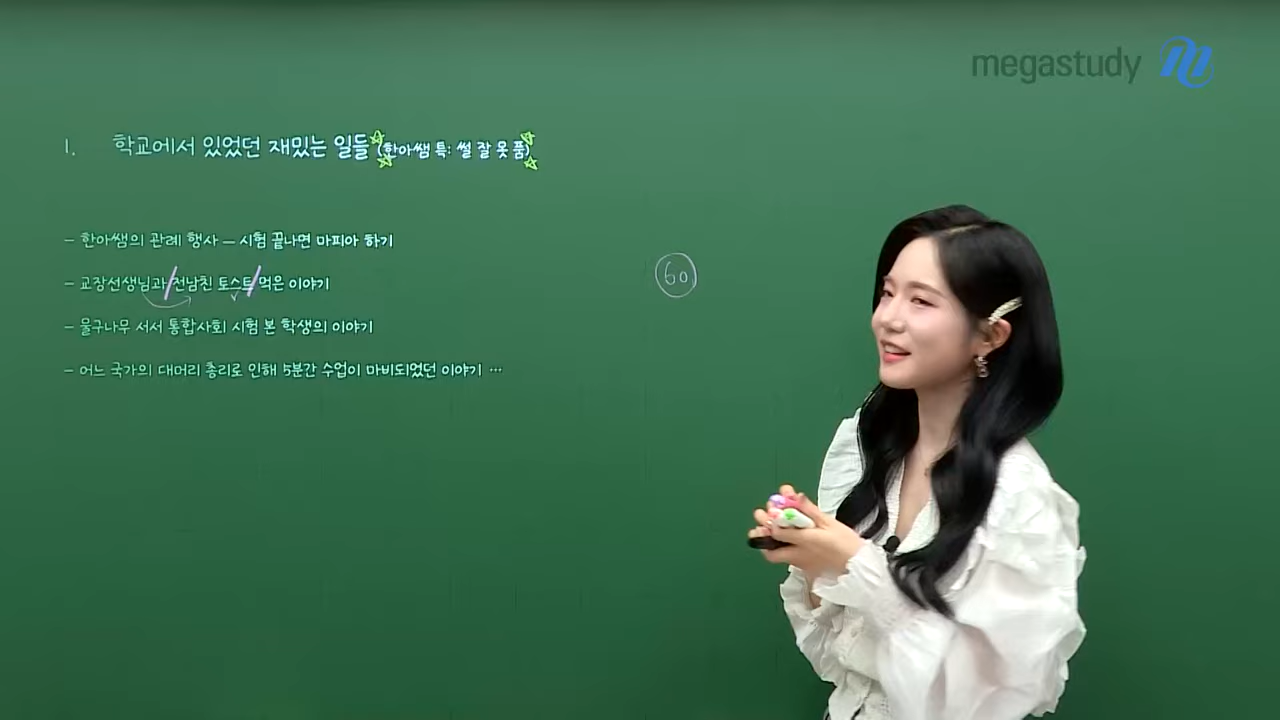 megastudy
1. 학교에서 있었던 재밌는 일들 (한아쌤 특: 썰 잘 못 품)
- 한아쌤의 관례 행사 – 시험 끝나면 마피아 하기
- 교장선생님과 전남친 토스트 먹은 이야기
60
- 물구나무 서서 통합사회 시험 본 학생의 이야기
- 어느 국가의 대머리 총리로 인해 5분간 수업이 마비되었던 이야기 …